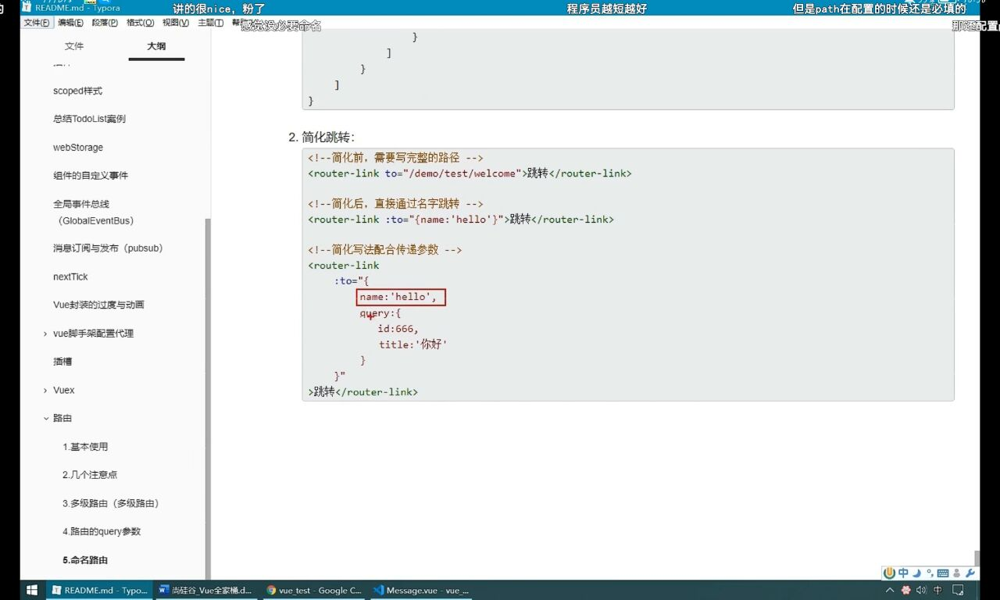 README.md - Typora
讲的很nice，粉了
程序员越短越好
但是path在配置的时候还是必填的
文件(F) 编辑(E) 段落(P) 格式(O) 视图(V) 主题(T)
感觉没必要命名
那还配置
文件
大纲
scoped样式
总结TodoList案例
webStorage
组件的自定义事件
全局事件总线
（GlobalEventBus）
消息订阅与发布（pubsub）
nextTick
Vue封装的过度与动画
vue脚手架配置代理
插槽
Vuex
路由
1.基本使用
2.几个注意点
3.多级路由（多级路由）
4.路由的query参数
5.命名路由
}
]
}
]
}
2. 简化跳转：
<!--简化前，需要写完整的路径 -->
<router-link to="/demo/test/welcome">跳转</router-link>
<!--简化后，直接通过名字跳转 -->
<router-link :to="{name:'hello'}">跳转</router-link>
<!--简化写法配合传递参数 -->
<router-link
:to="{
name:'hello',
query:{
id:666,
title:'你好'
}
}"
>跳转</router-link>
中
README.md - Typo...
尚硅谷_Vue全家桶.d...
vue_test - Google C...
Message.vue - vue_...
中